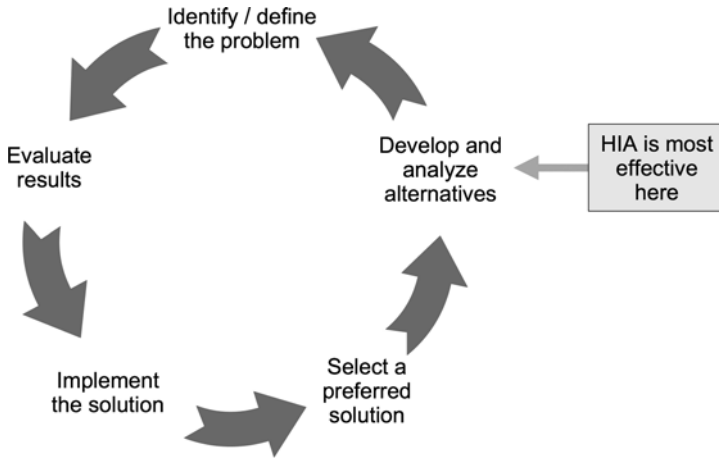 Identify / define
the problem
Develop and
analyze
alternatives
HIA is most
effective
here
Evaluate
results
Select a
preferred
solution
Implement
the solution